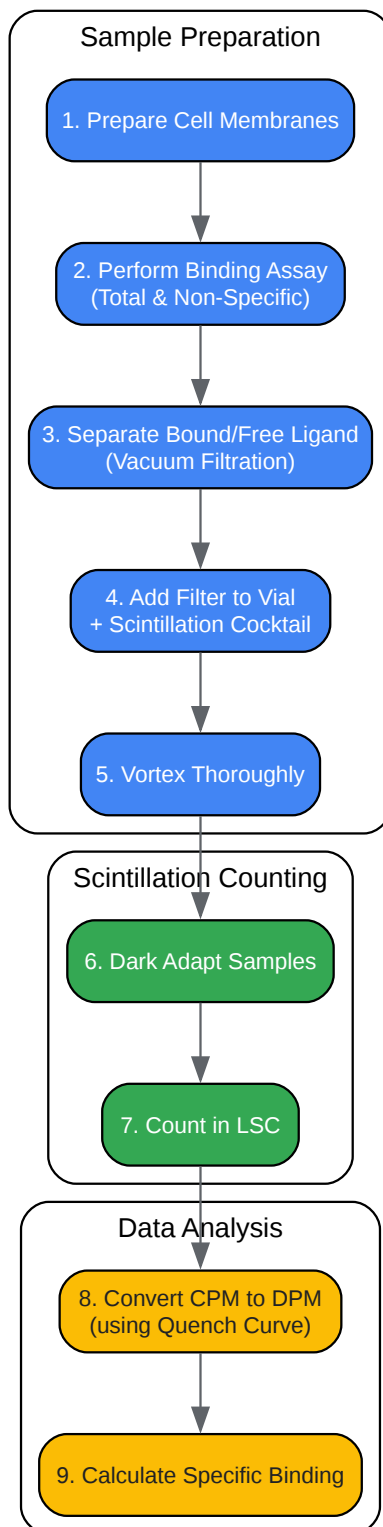 Sample Preparation
1. Prepare Cell Membranes
2. Perform Binding Assay
(Total & Non-Specific)
3. Separate Bound/Free Ligand
(Vacuum Filtration)
4. Add Filter to Vial
+ Scintillation Cocktail
5. Vortex Thoroughly
Scintillation Counting
6. Dark Adapt Samples
7. Count in LSC
Data Analysis
8. Convert CPM to DPM
(using Quench Curve)
9. Calculate Specific Binding